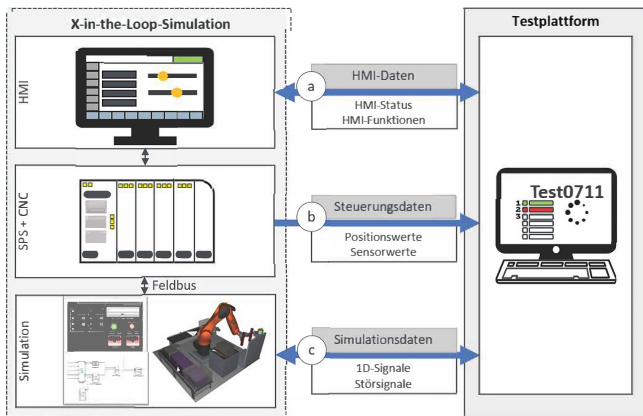 X-in-the-Loop-Simulation
Testplattform
HMI
a
HMI-Daten
HMI-Status
HMI-Funktionen
SPS + CNC
b
Steuerungsdaten
Positionswerte
Sensorwerte
Test0711
1
2
3
Feldbus
Simulation
c
Simulationsdaten
1D-Signale
Störsignale